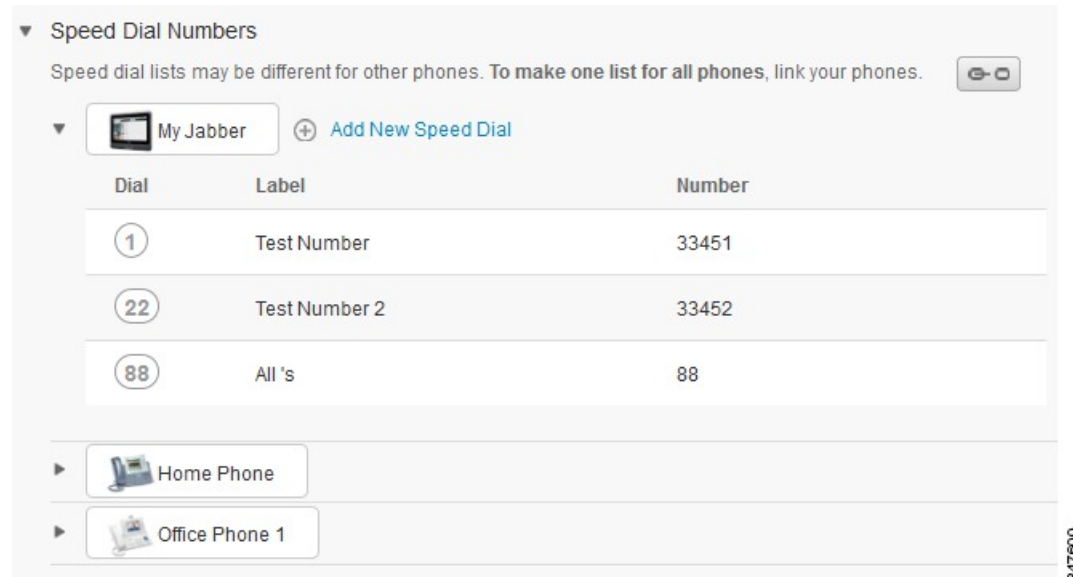 Speed Dial Numbers
Speed dial lists may be different for other phones. To make one list for all phones, link your phones.
My Jabber Add New Speed Dial
Dial Label Number
1 Test Number 33451
22 Test Number 2 33452
88 All 's 88
Home Phone
Office Phone 1